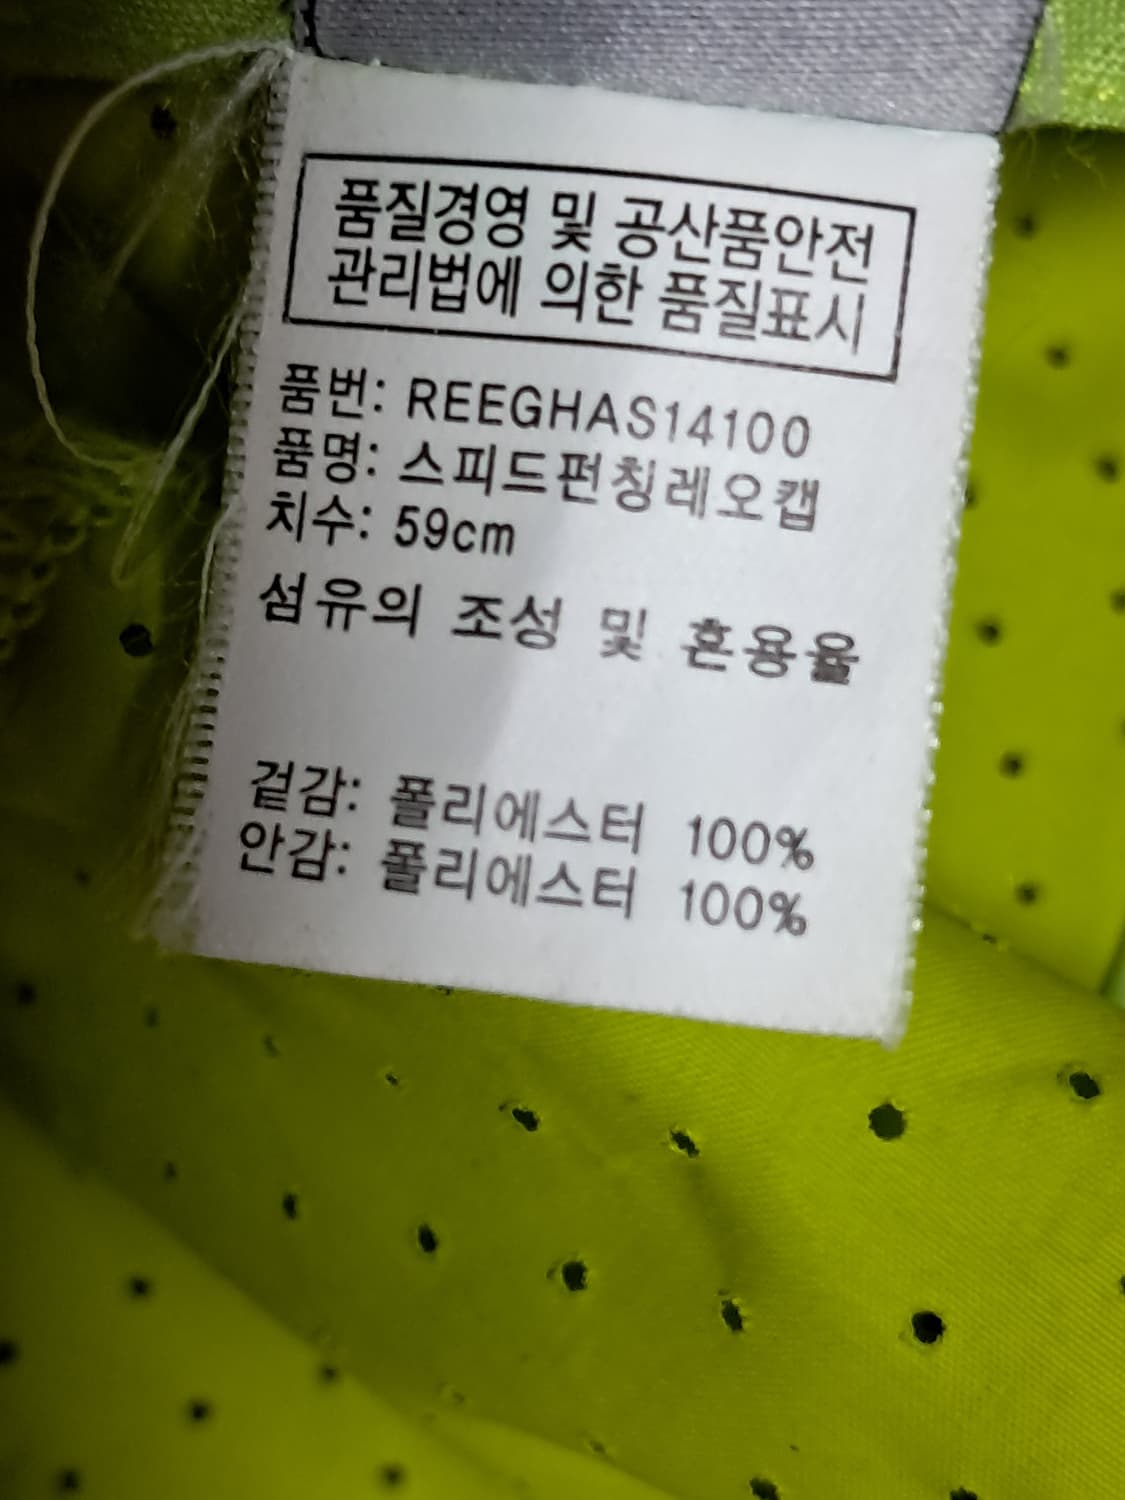 품질경영 및 공산품안전
관리법에 의한 품질표시
품번: REEGHAS14100
품명: 스피드펀칭레오캡
치수: 59cm
섬유의 조성 및 혼용율
겉감: 폴리에스터 100%
안감: 폴리에스터 100%